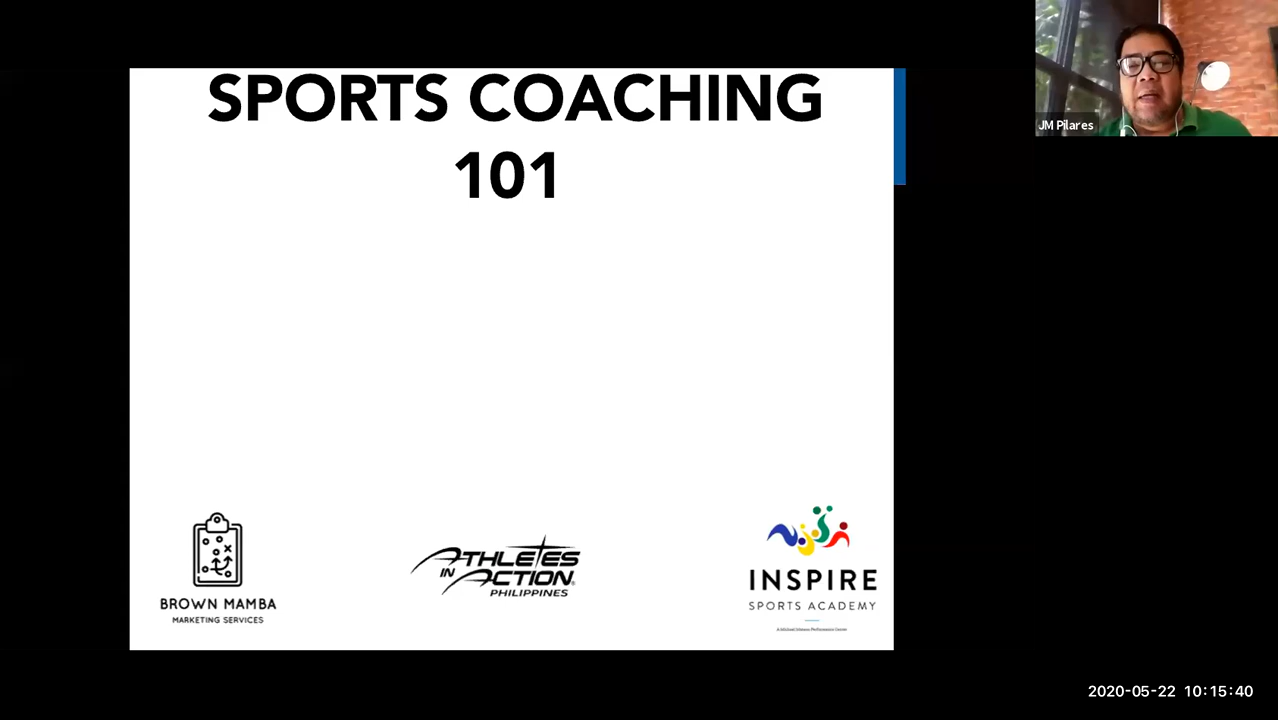 SPORTS COACHING
101
JM Pilares
BROWN MAMBA
MARKETING SERVICES
ATHLETES
IN ACTION®
PHILIPPINES
INSPIRE
SPORTS ACADEMY
2020-05-22 10:15:40